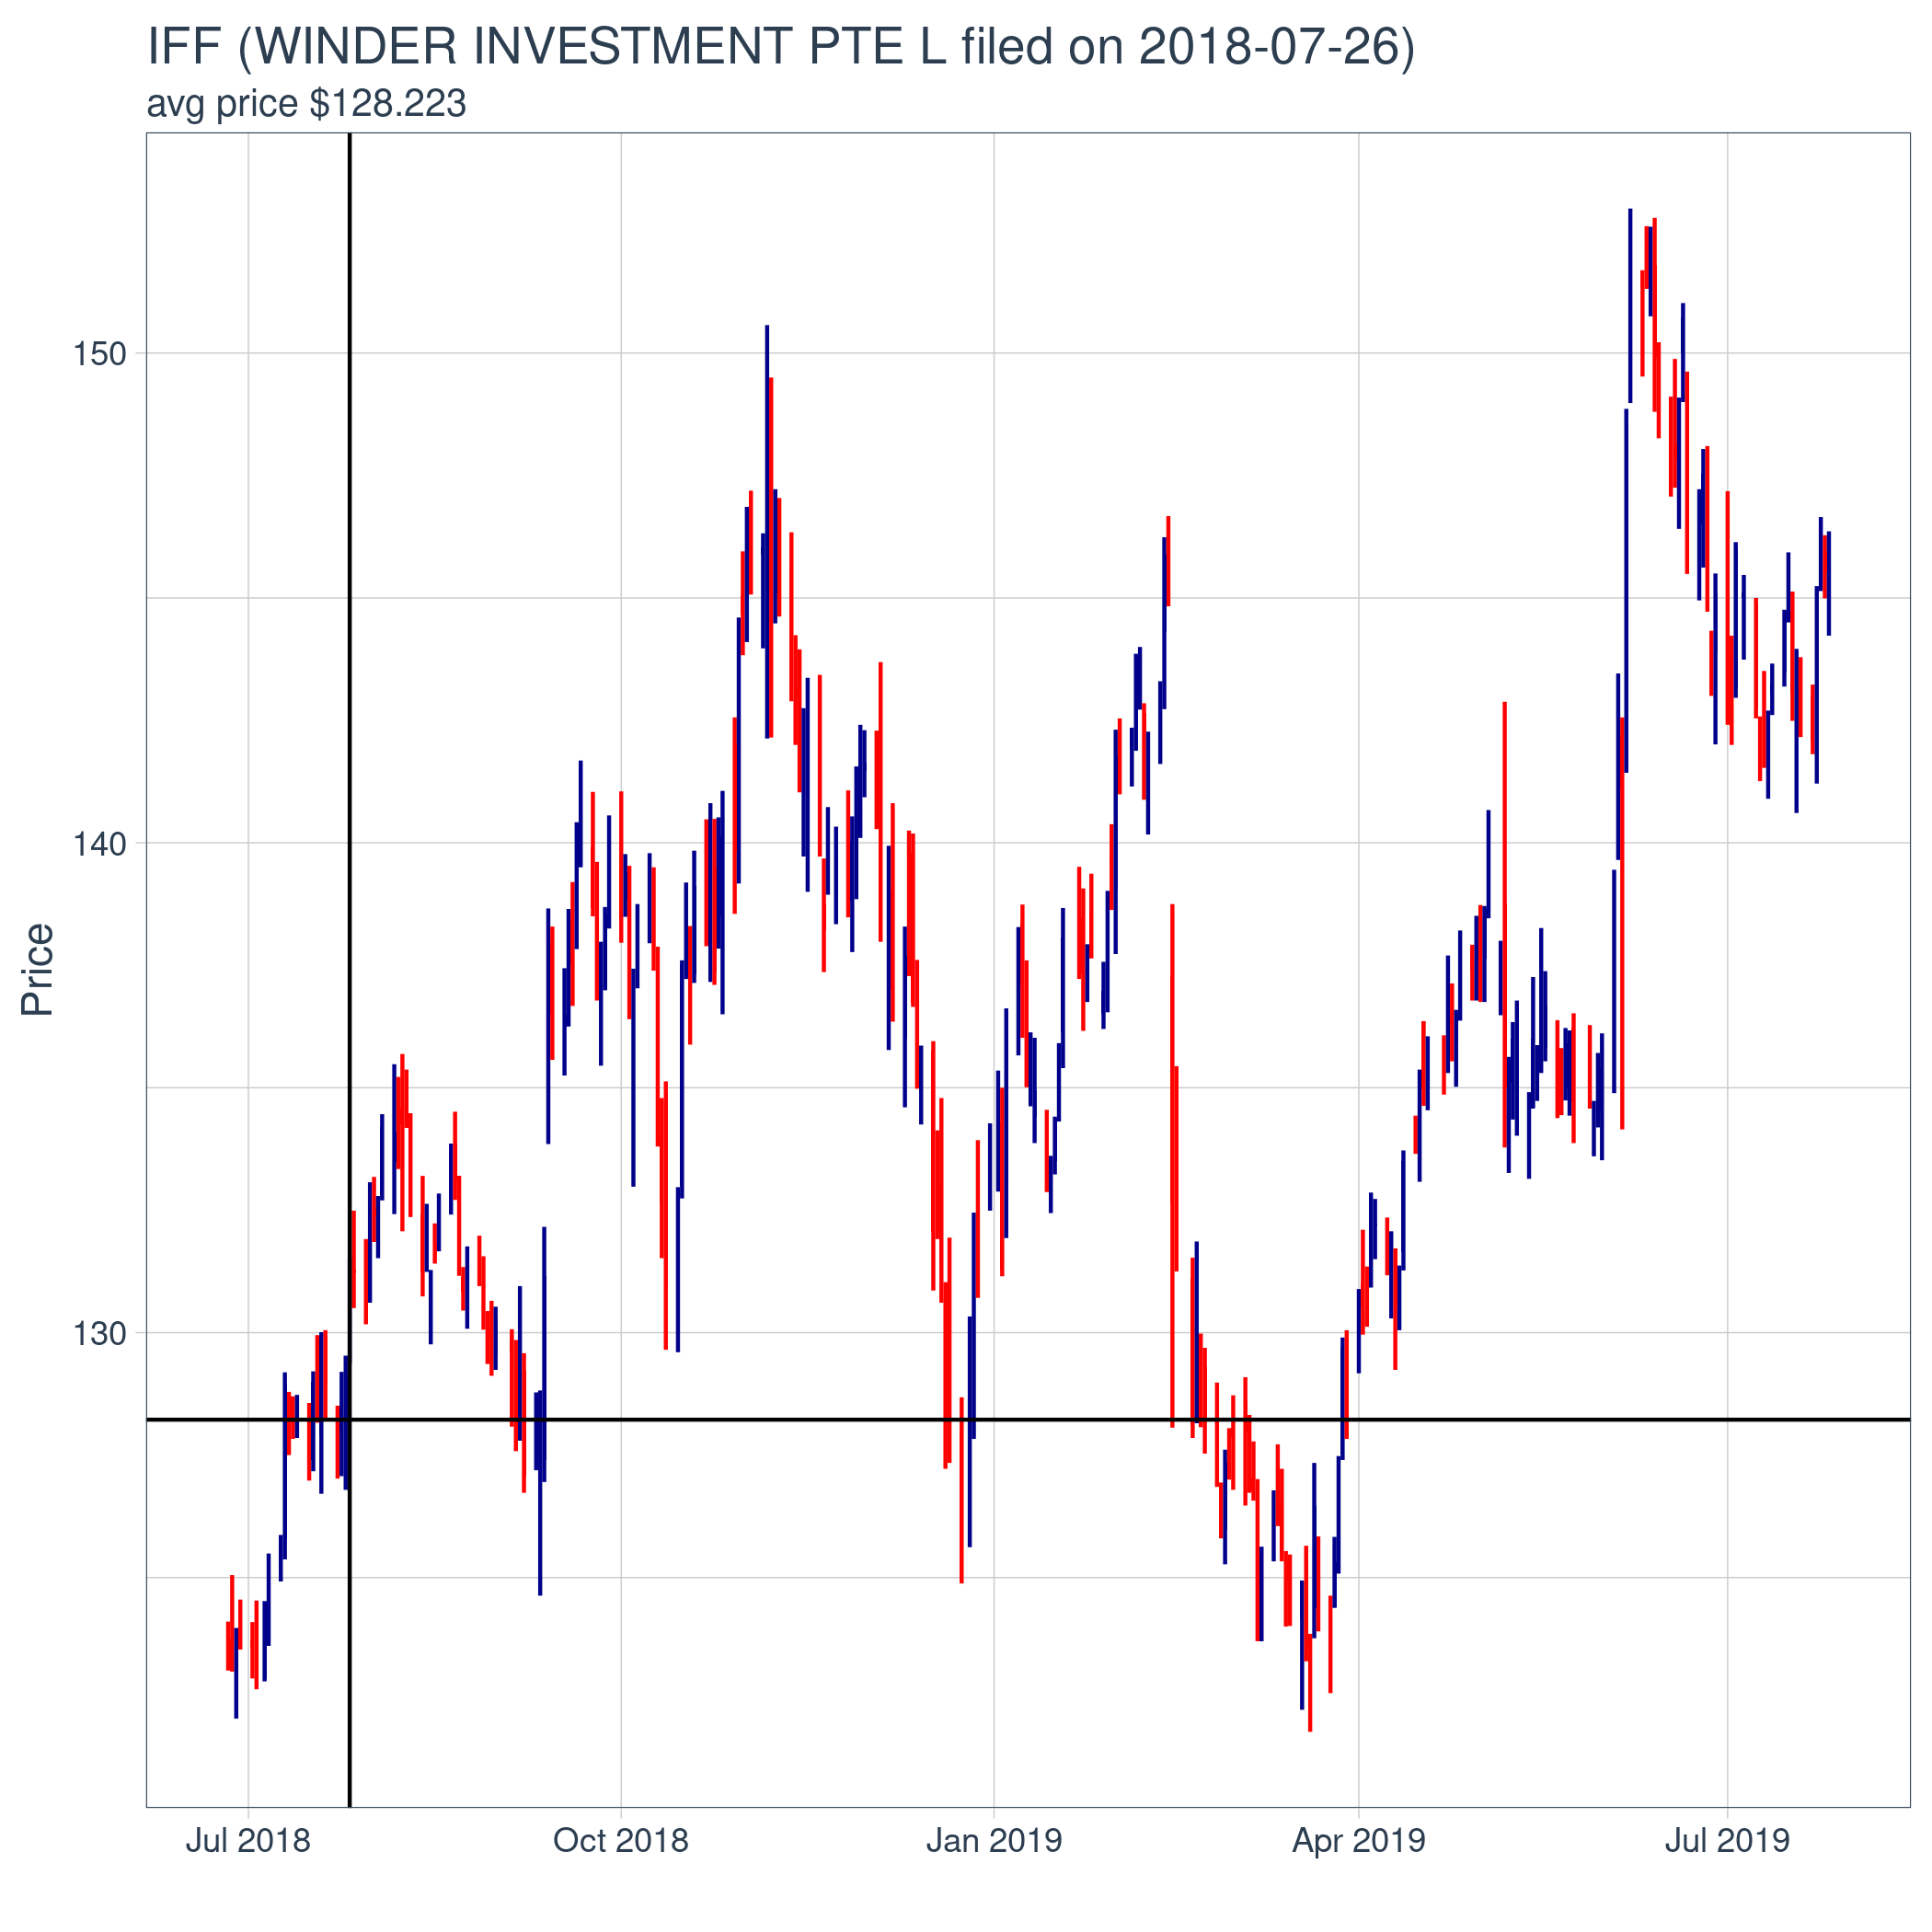 IFF (WINDER INVESTMENT PTE L filed on 2018-07-26)
avg price $128.223
150
140
130
Price
Jul 2018
Oct 2018
Jan 2019
Apr 2019
Jul 2019